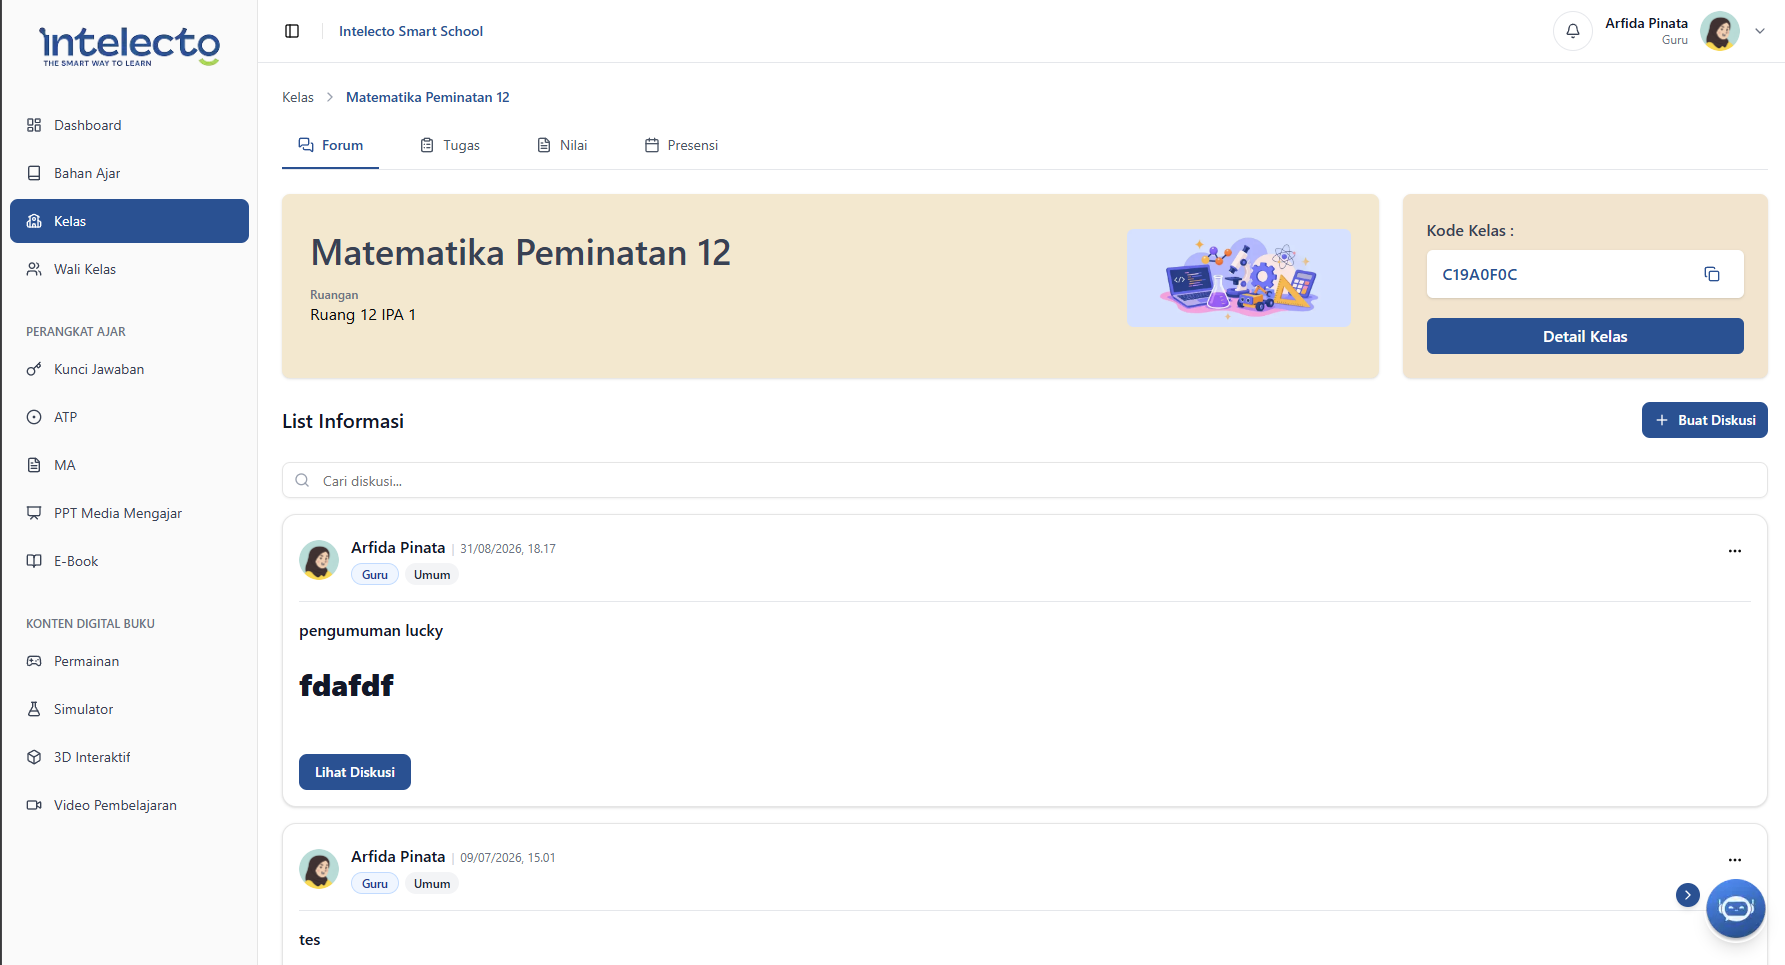 intelecto
THE SMART WAY TO LEARN
Dashboard
Bahan Ajar
Kelas
Wali Kelas
PERANGKAT AJAR
Kunci Jawaban
ATP
MA
PPT Media Mengajar
E-Book
KONTEN DIGITAL BUKU
Permainan
Simulator
3D Interaktif
Video Pembelajaran
Intelecto Smart School
Arfida Pinata
Guru
Kelas > Matematika Peminatan 12
Forum Tugas Nilai Presensi
Matematika Peminatan 12
Ruangan
Ruang 12 IPA 1
</>
Kode Kelas :
C19A0F0C
Detail Kelas
List Informasi
+ Buat Diskusi
Cari diskusi...
Arfida Pinata | 31/08/2026, 18.17
Guru Umum
pengumuman lucky
fdafdf
Lihat Diskusi
Arfida Pinata | 09/07/2026, 15.01
Guru Umum
tes